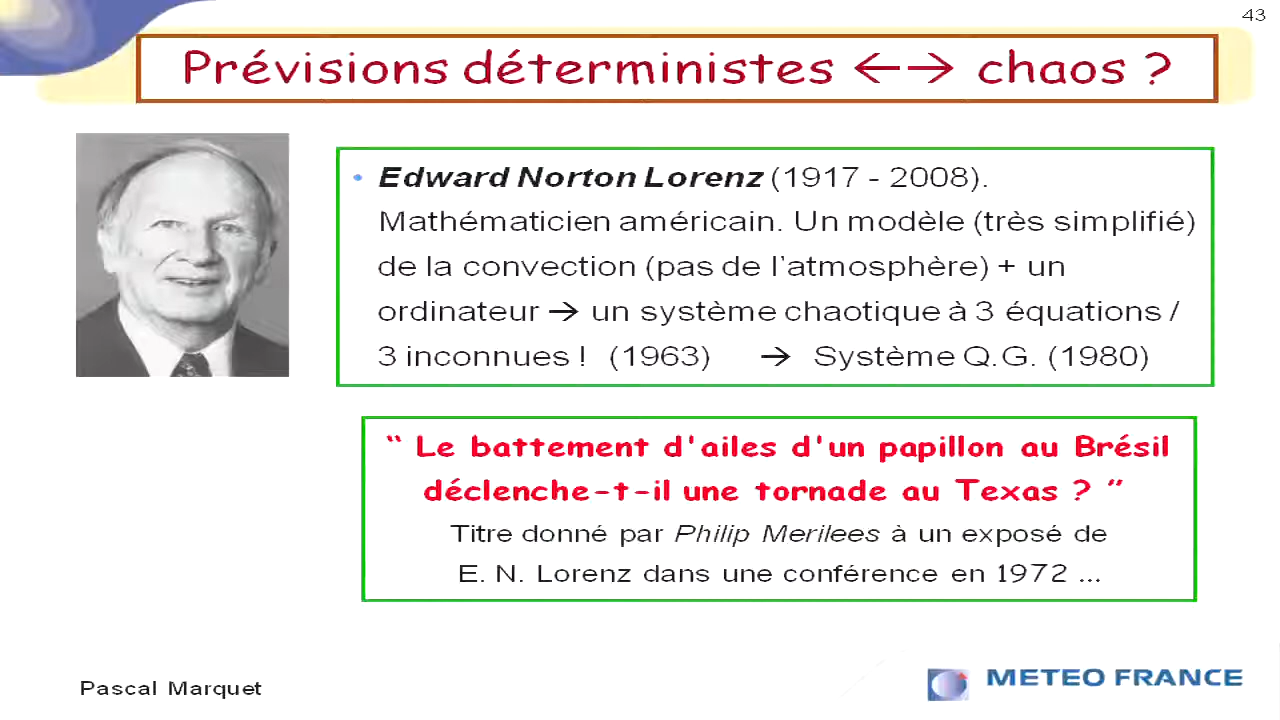 43
Prévisions déterministes ←→ chaos ?
• Edward Norton Lorenz (1917 - 2008).
Mathématicien américain. Un modèle (très simplifié)
de la convection (pas de l'atmosphère) + un
ordinateur → un système chaotique à 3 équations /
3 inconnues ! (1963) → Système Q.G. (1980)
“ Le battement d'ailes d'un papillon au Brésil
déclenche-t-il une tornade au Texas ? ”
Titre donné par Philip Merilees à un exposé de
E. N. Lorenz dans une conférence en 1972 ...
Pascal Marquet
METEO FRANCE